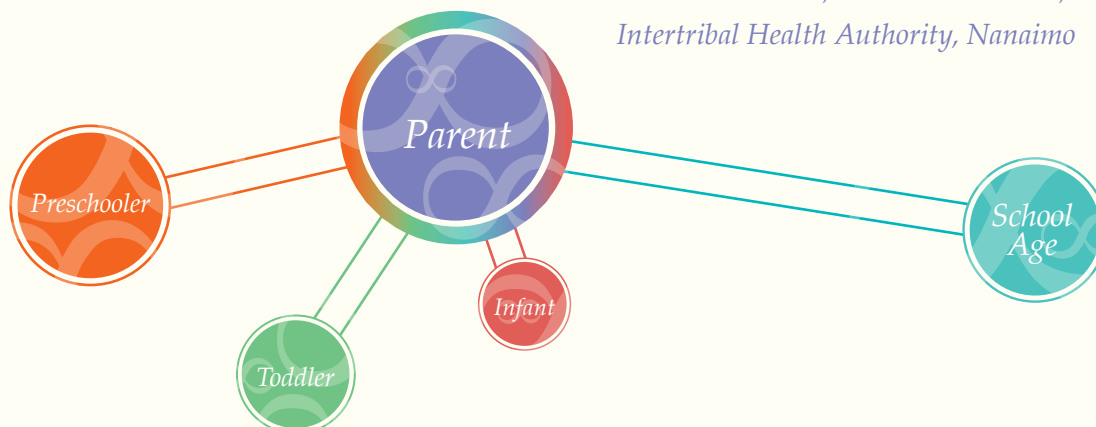 Intertribal Health Authority, Nanaimo
Parent
Preschooler
School
Age
Infant
Toddler